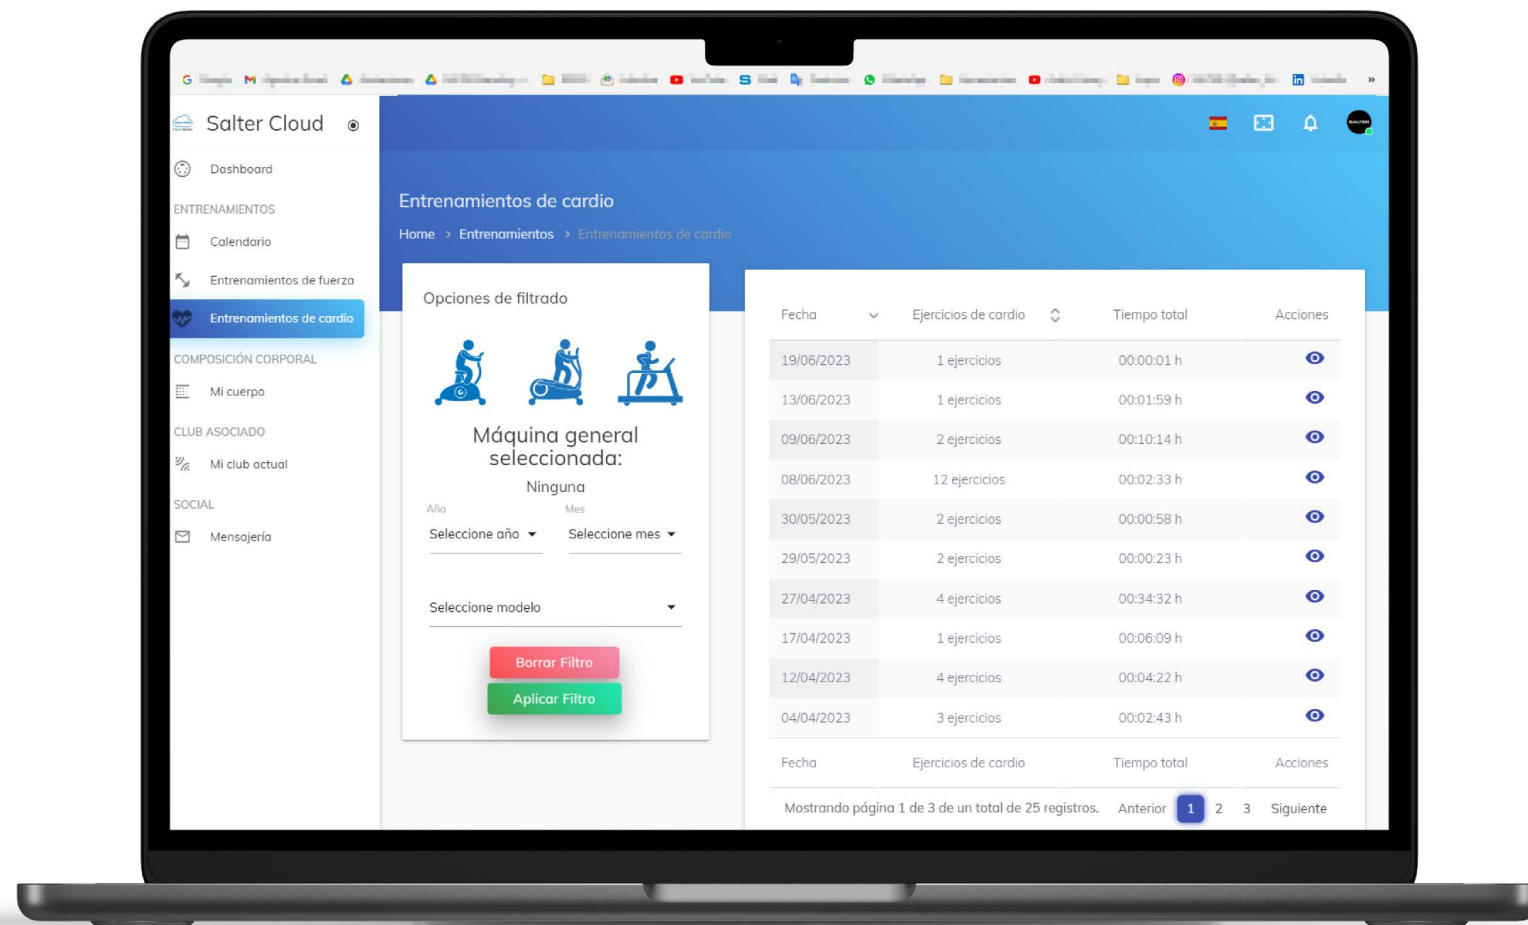 Salter Cloud
Dashboard
ENTRENAMIENTOS
Calendario
Entrenamientos de fuerza
Entrenamientos de cardio
COMPOSICIÓN CORPORAL
Mi cuerpo
CLUB ASOCIADO
Mi club actual
SOCIAL
Mensajería
SALTER
Entrenamientos de cardio
Home > Entrenamientos > Entrenamientos de cardio
Opciones de filtrado
Máquina general
seleccionada:
Ninguna
Año Mes
Seleccione año Seleccione mes
Seleccione modelo
Borrar Filtro
Aplicar Filtro
Fecha Ejercicios de cardio Tiempo total Acciones
19/06/2023 1 ejercicios 00:00:01 h
13/06/2023 1 ejercicios 00:01:59 h
09/06/2023 2 ejercicios 00:10:14 h
08/06/2023 12 ejercicios 00:02:33 h
30/05/2023 2 ejercicios 00:00:58 h
29/05/2023 2 ejercicios 00:00:23 h
27/04/2023 4 ejercicios 00:34:32 h
17/04/2023 1 ejercicios 00:06:09 h
12/04/2023 4 ejercicios 00:04:22 h
04/04/2023 3 ejercicios 00:02:43 h
Fecha Ejercicios de cardio Tiempo total Acciones
Mostrando página 1 de 3 de un total de 25 registros. Anterior 1 2 3 Siguiente